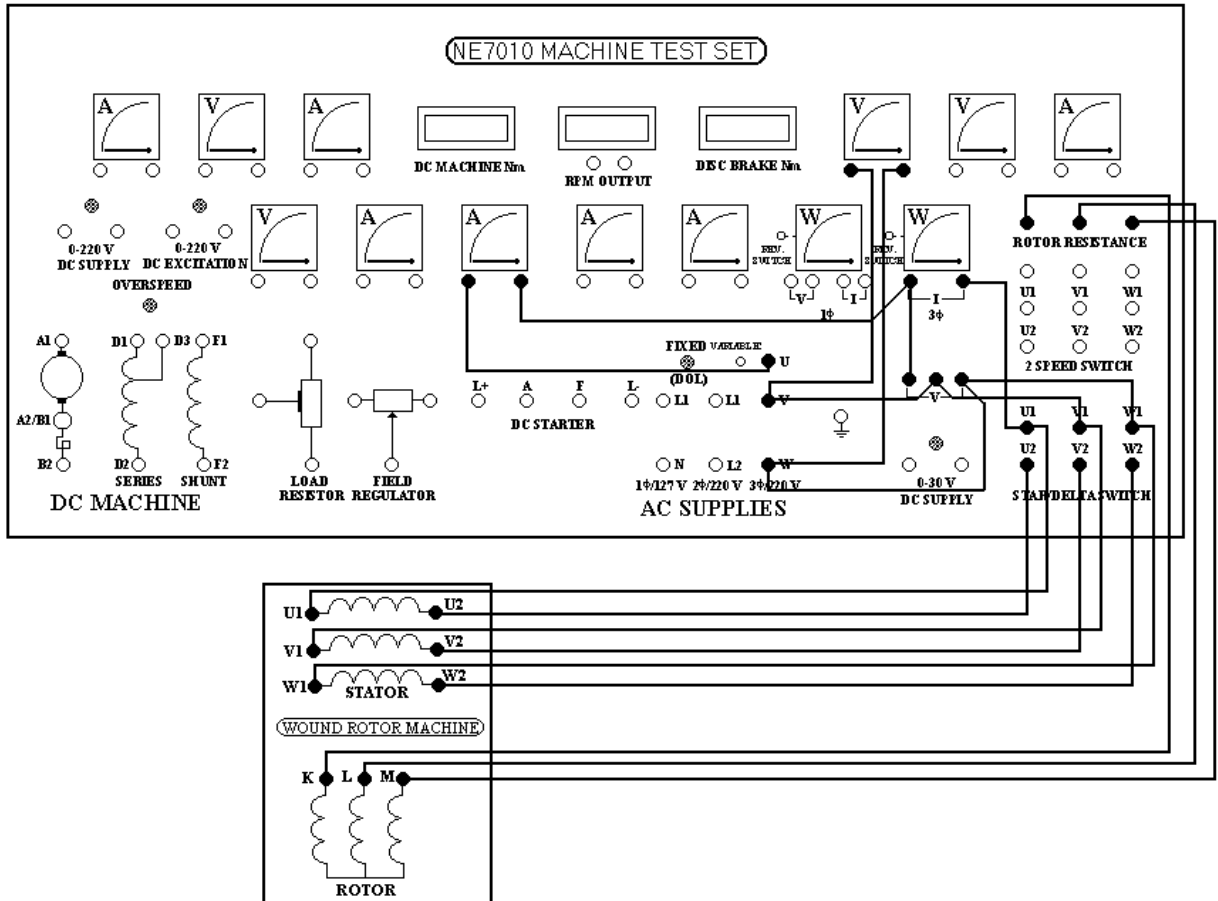 NE7010 MACHINE TEST SET
A V A V V A
DC MACHINE Nm
RPM OUTPUT
DISC BRAKE Nm
V A A A A W W
0-220 V
DC SUPPLY
0-220 V
DC EXCITATION
OVERSPEED
REV.
SWITCH
REV.
SWITCH
V I
1ϕ
I
3ϕ
ROTOR RESISTANCE
U1 V1 W1
U2 V2 W2
2 SPEED SWITCH
FIXED VARIABLE
(DOL)
U
A1 D1 D3 F1
A2/B1
B2 D2 F2
SERIES SHUNT
DC MACHINE
LOAD
RESISTOR
FIELD
REGULATOR
L+ A F L-
DC STARTER
L1 L1 V
N L2 W
1ϕ/127 V 2ϕ/220 V 3ϕ/220 V
AC SUPPLIES
V
0-30 V
DC SUPPLY
U1 V1 W1
U2 V2 W2
STAR/DELTA SWITCH
U1 U2
V1 V2
W1 W2
STATOR
WOUND ROTOR MACHINE
K L M
ROTOR